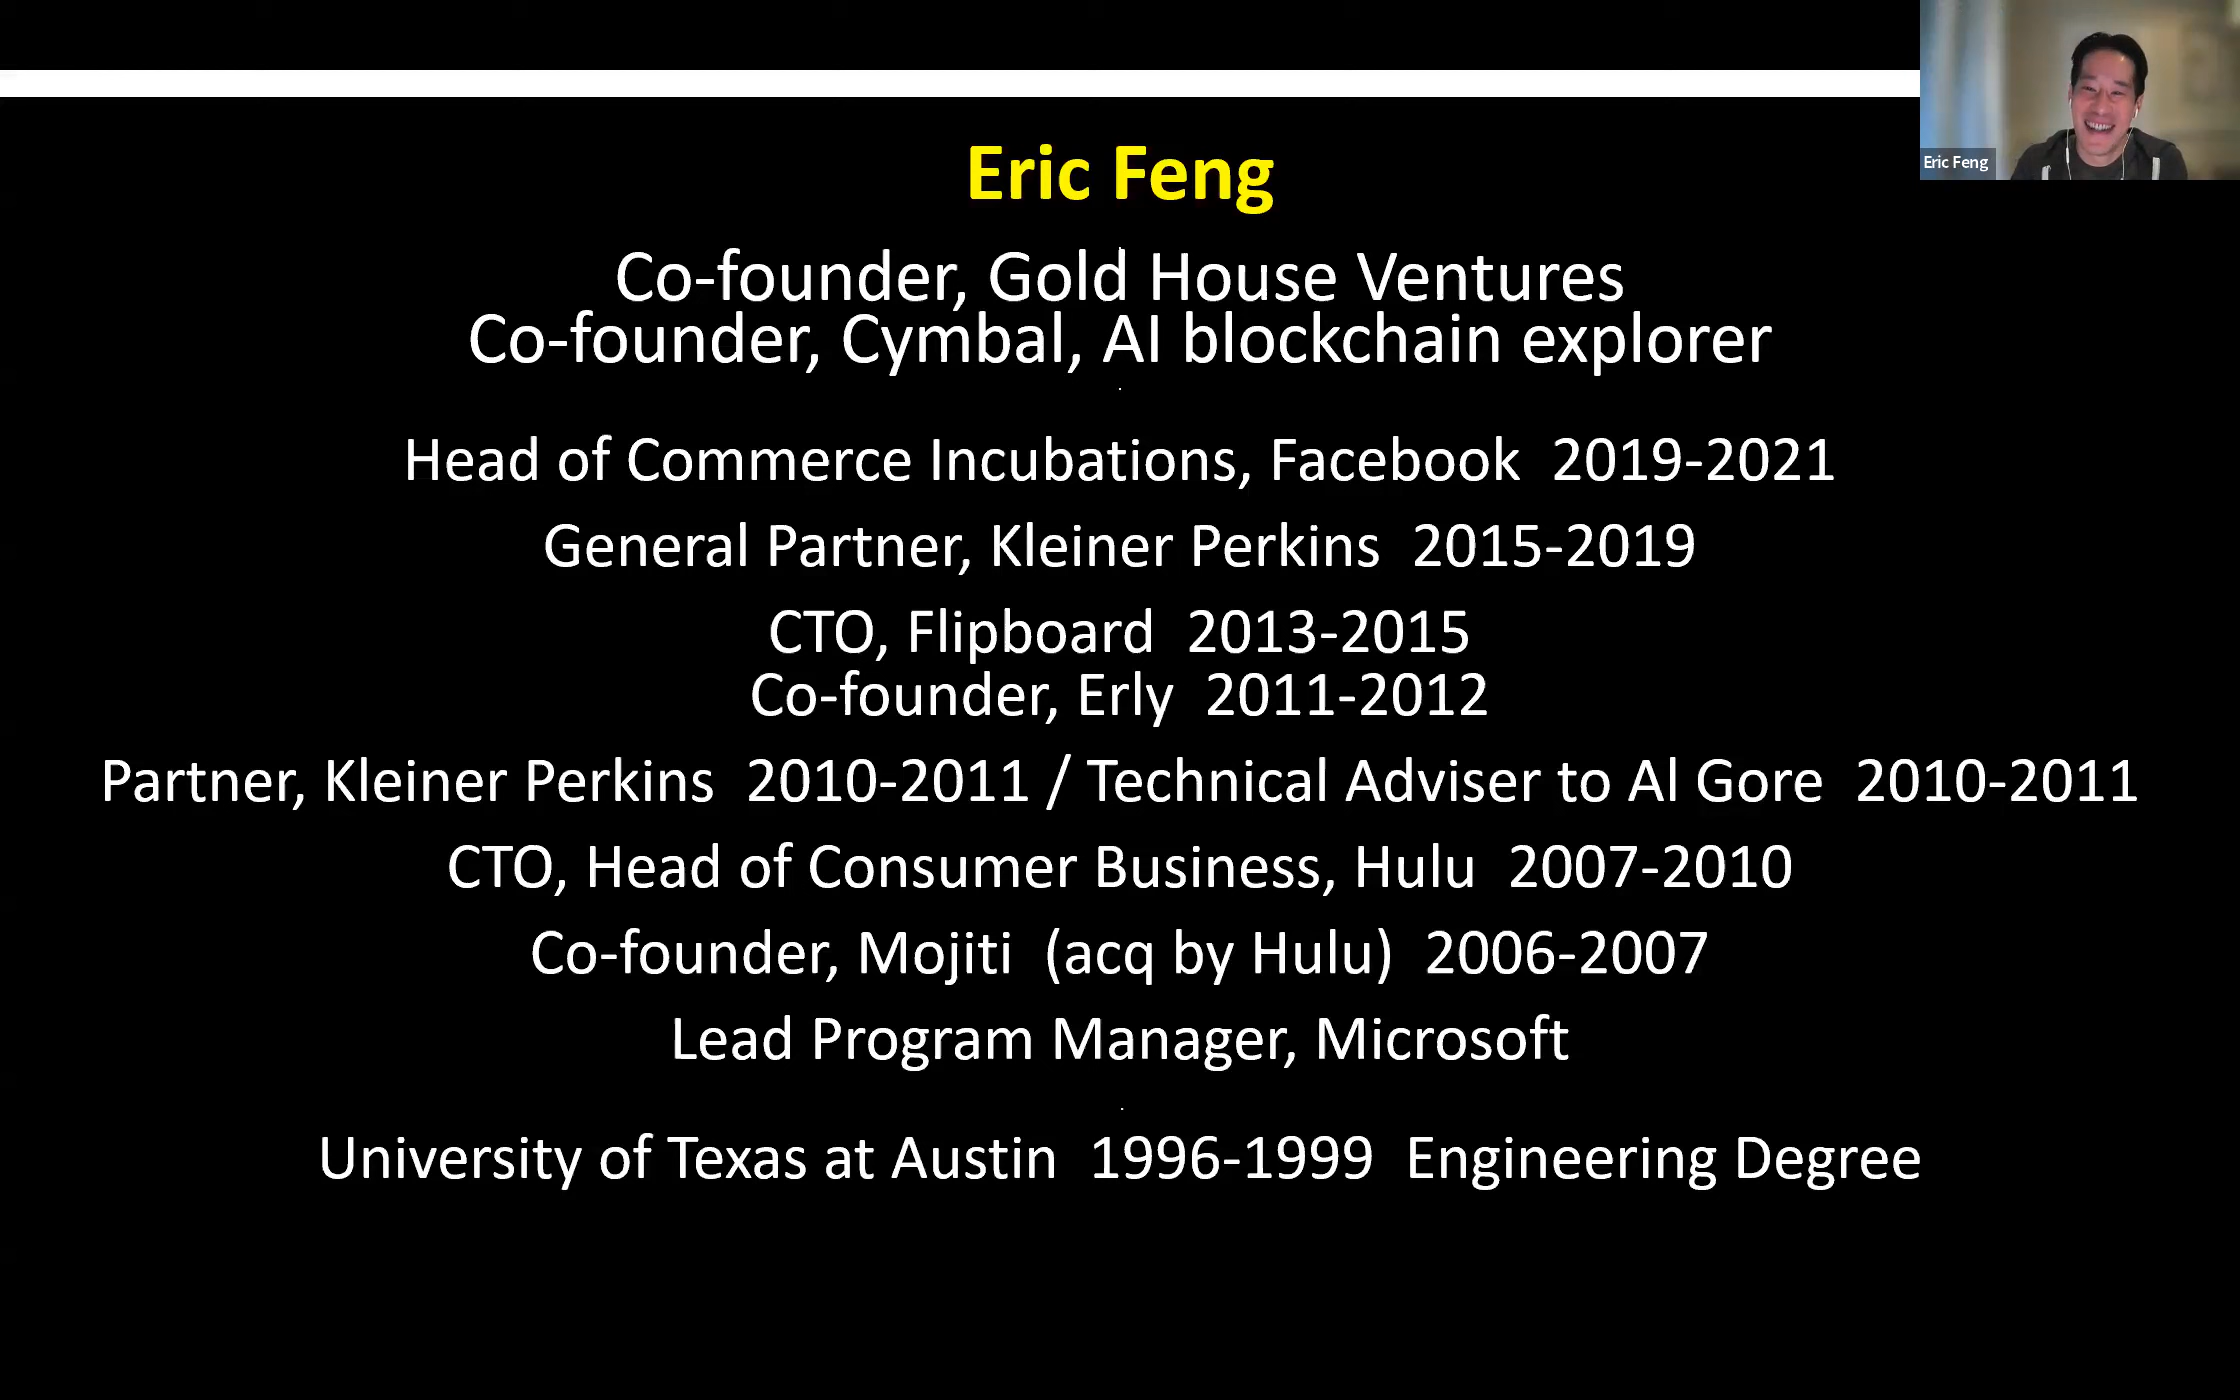 Eric Feng
Eric Feng
Co-founder, Gold House Ventures
Co-founder, Cymbal, AI blockchain explorer
Head of Commerce Incubations, Facebook 2019-2021
General Partner, Kleiner Perkins 2015-2019
CTO, Flipboard 2013-2015
Co-founder, Erly 2011-2012
Partner, Kleiner Perkins 2010-2011 / Technical Adviser to Al Gore 2010-2011
CTO, Head of Consumer Business, Hulu 2007-2010
Co-founder, Mojiti (acq by Hulu) 2006-2007
Lead Program Manager, Microsoft
University of Texas at Austin 1996-1999 Engineering Degree